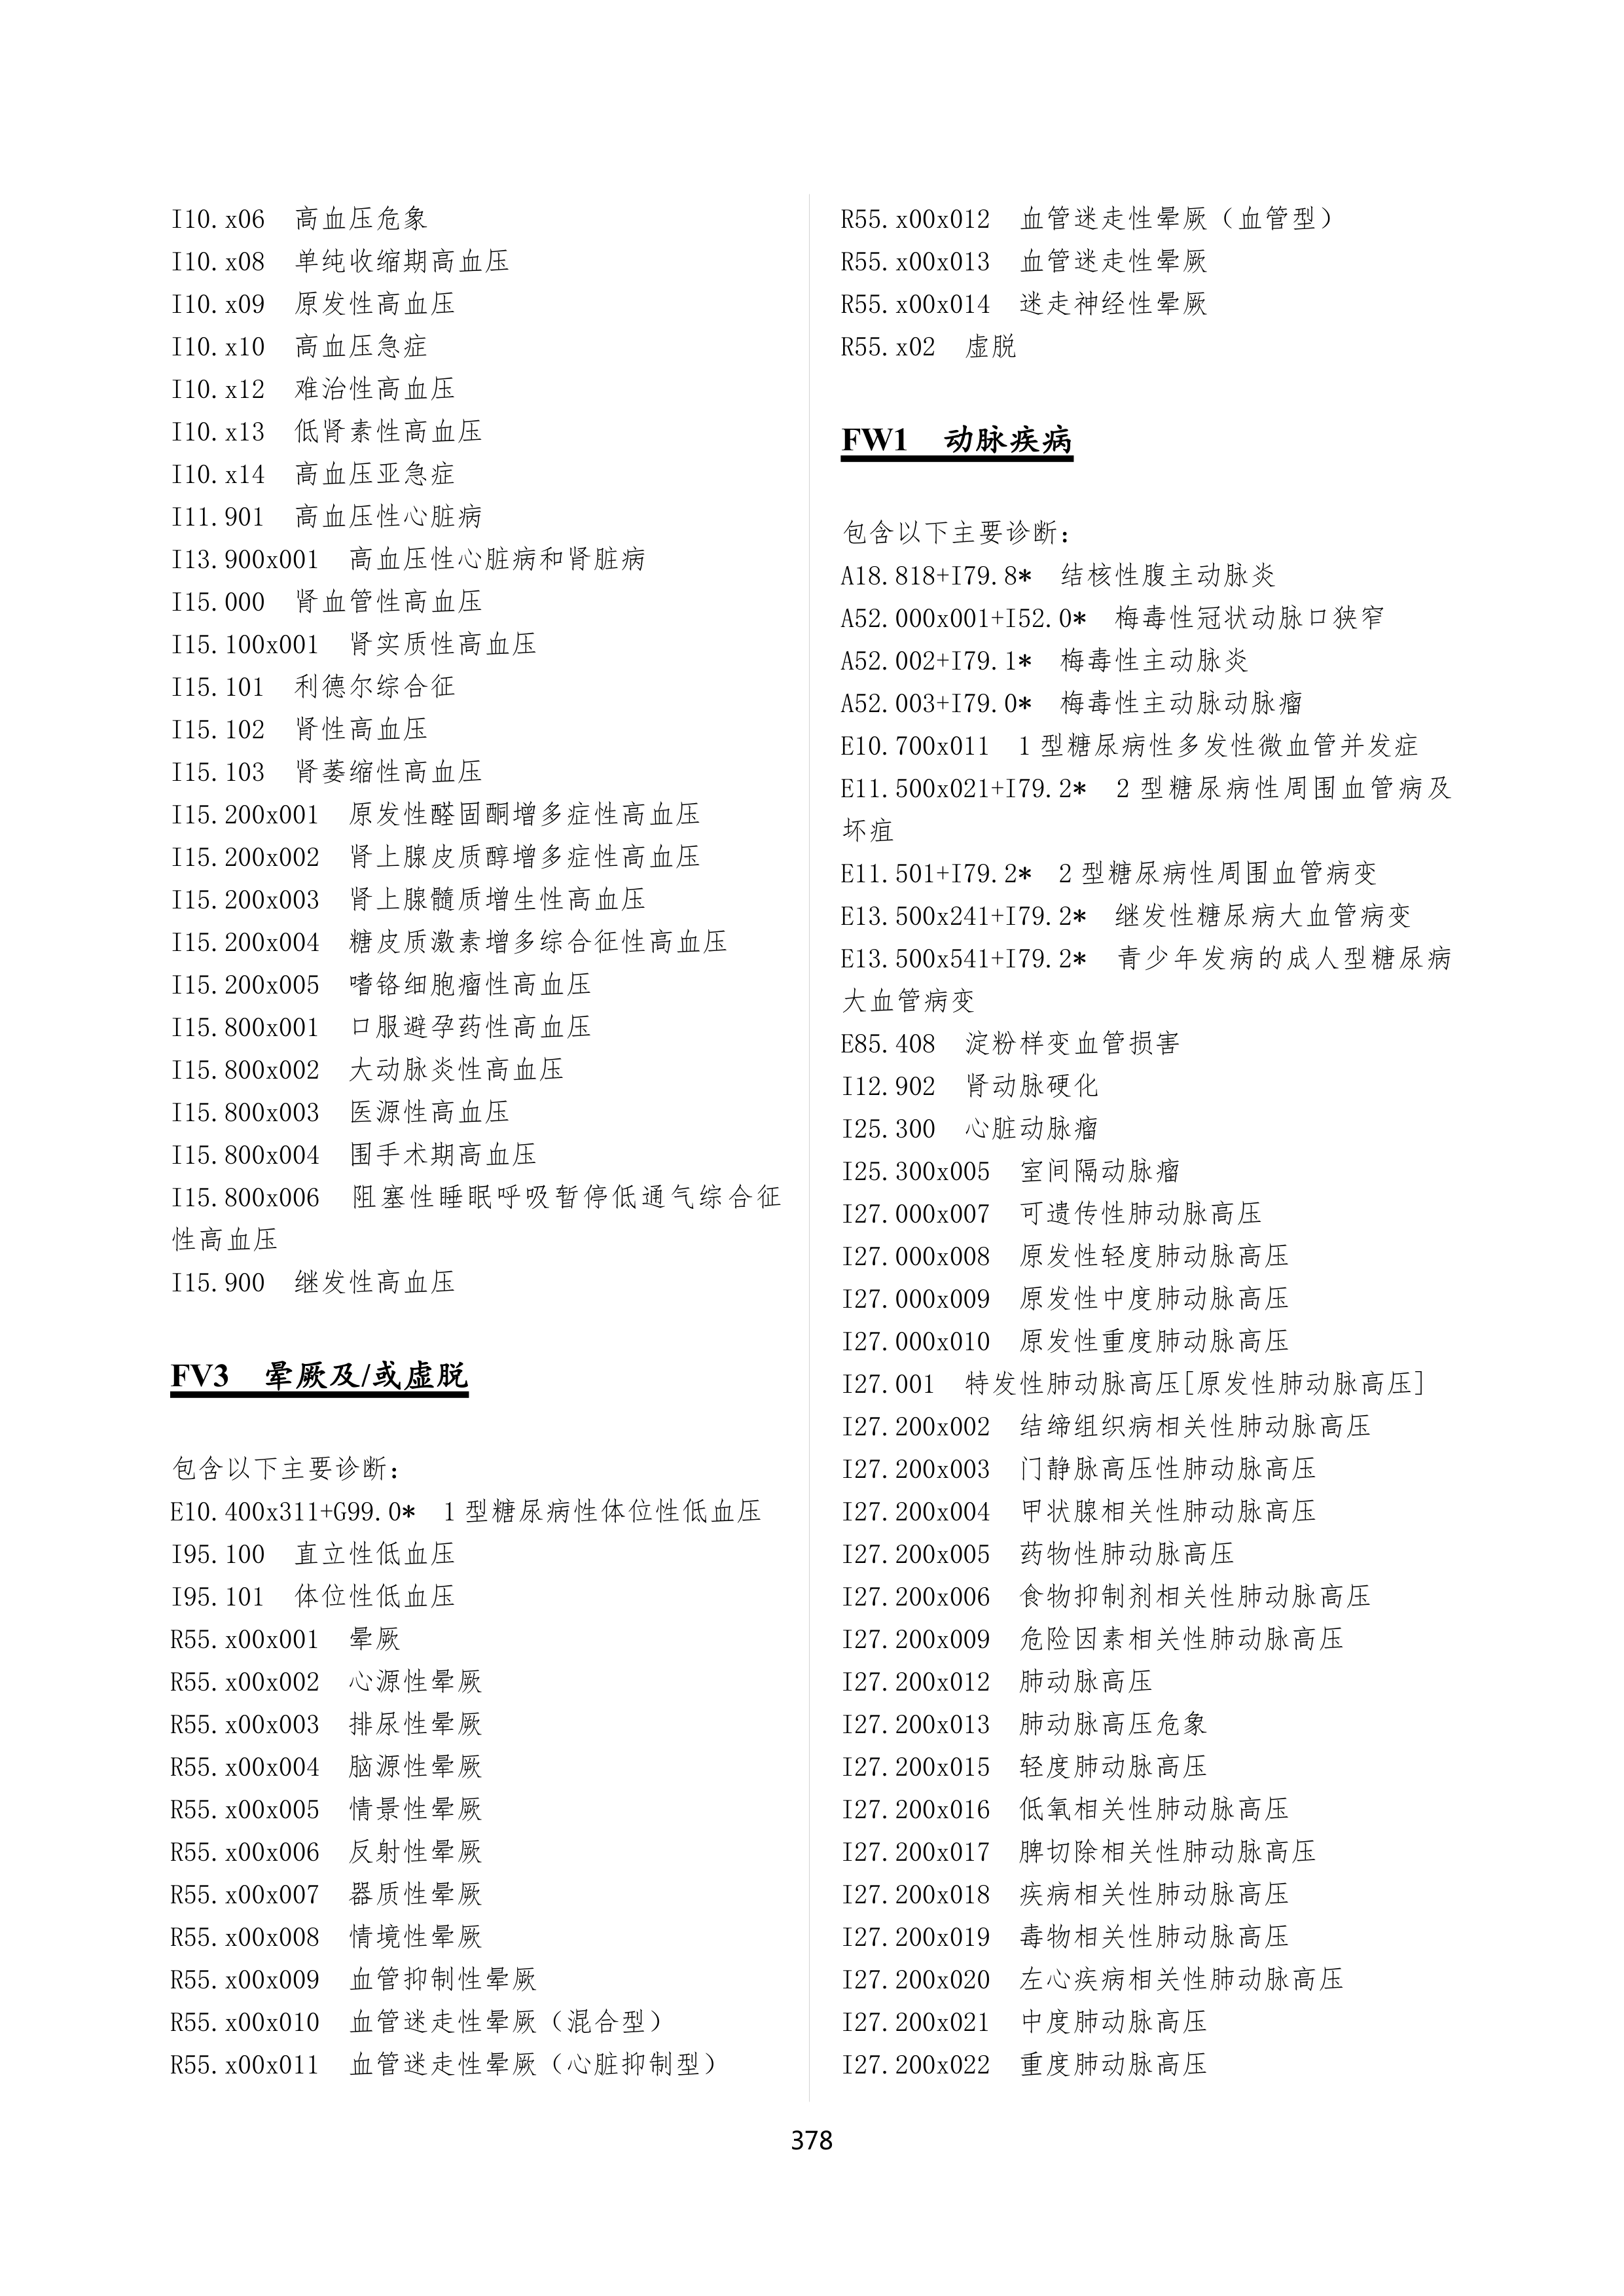 I10.x06 高血压危象
I10.x08 单纯收缩期高血压
I10.x09 原发性高血压
I10.x10 高血压急症
I10.x12 难治性高血压
I10.x13 低肾素性高血压
I10.x14 高血压亚急症
I11.901 高血压性心脏病
I13.900x001 高血压性心脏病和肾脏病
I15.000 肾血管性高血压
I15.100x001 肾实质性高血压
I15.101 利德尔综合征
I15.102 肾性高血压
I15.103 肾萎缩性高血压
I15.200x001 原发性醛固酮增多症性高血压
I15.200x002 肾上腺皮质醇增多症性高血压
I15.200x003 肾上腺髓质增生性高血压
I15.200x004 糖皮质激素增多综合征性高血压
I15.200x005 嗜铬细胞瘤性高血压
I15.800x001 口服避孕药性高血压
I15.800x002 大动脉炎性高血压
I15.800x003 医源性高血压
I15.800x004 围手术期高血压
I15.800x006 阻塞性睡眠呼吸暂停低通气综合征
性高血压
I15.900 继发性高血压
FV3 晕厥及/或虚脱
包含以下主要诊断：
E10.400x311+G99.0* 1 型糖尿病性体位性低血压
I95.100 直立性低血压
I95.101 体位性低血压
R55.x00x001 晕厥
R55.x00x002 心源性晕厥
R55.x00x003 排尿性晕厥
R55.x00x004 脑源性晕厥
R55.x00x005 情景性晕厥
R55.x00x006 反射性晕厥
R55.x00x007 器质性晕厥
R55.x00x008 情境性晕厥
R55.x00x009 血管抑制性晕厥
R55.x00x010 血管迷走性晕厥（混合型）
R55.x00x011 血管迷走性晕厥（心脏抑制型）
R55.x00x012 血管迷走性晕厥（血管型）
R55.x00x013 血管迷走性晕厥
R55.x00x014 迷走神经性晕厥
R55.x02 虚脱
FW1 动脉疾病
包含以下主要诊断：
A18.818+I79.8* 结核性腹主动脉炎
A52.000x001+I52.0* 梅毒性冠状动脉口狭窄
A52.002+I79.1* 梅毒性主动脉炎
A52.003+I79.0* 梅毒性主动脉动脉瘤
E10.700x011 1 型糖尿病性多发性微血管并发症
E11.500x021+I79.2* 2 型糖尿病性周围血管病及
坏疽
E11.501+I79.2* 2 型糖尿病性周围血管病变
E13.500x241+I79.2* 继发性糖尿病大血管病变
E13.500x541+I79.2* 青少年发病的成人型糖尿病
大血管病变
E85.408 淀粉样变血管损害
I12.902 肾动脉硬化
I25.300 心脏动脉瘤
I25.300x005 室间隔动脉瘤
I27.000x007 可遗传性肺动脉高压
I27.000x008 原发性轻度肺动脉高压
I27.000x009 原发性中度肺动脉高压
I27.000x010 原发性重度肺动脉高压
I27.001 特发性肺动脉高压[原发性肺动脉高压]
I27.200x002 结缔组织病相关性肺动脉高压
I27.200x003 门静脉高压性肺动脉高压
I27.200x004 甲状腺相关性肺动脉高压
I27.200x005 药物性肺动脉高压
I27.200x006 食物抑制剂相关性肺动脉高压
I27.200x009 危险因素相关性肺动脉高压
I27.200x012 肺动脉高压
I27.200x013 肺动脉高压危象
I27.200x015 轻度肺动脉高压
I27.200x016 低氧相关性肺动脉高压
I27.200x017 脾切除相关性肺动脉高压
I27.200x018 疾病相关性肺动脉高压
I27.200x019 毒物相关性肺动脉高压
I27.200x020 左心疾病相关性肺动脉高压
I27.200x021 中度肺动脉高压
I27.200x022 重度肺动脉高压
378